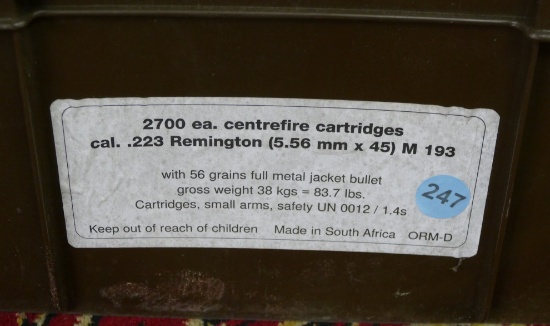 2700 ea. centrefire cartridges
cal. .223 Remington (5.56 mm x 45) M 193
with 56 grains full metal jacket bullet
gross weight 38 kgs = 83.7 lbs.
Cartridges, small arms, safety UN 0012 / 1.4s
247
Keep out of reach of children Made in South Africa ORM-D